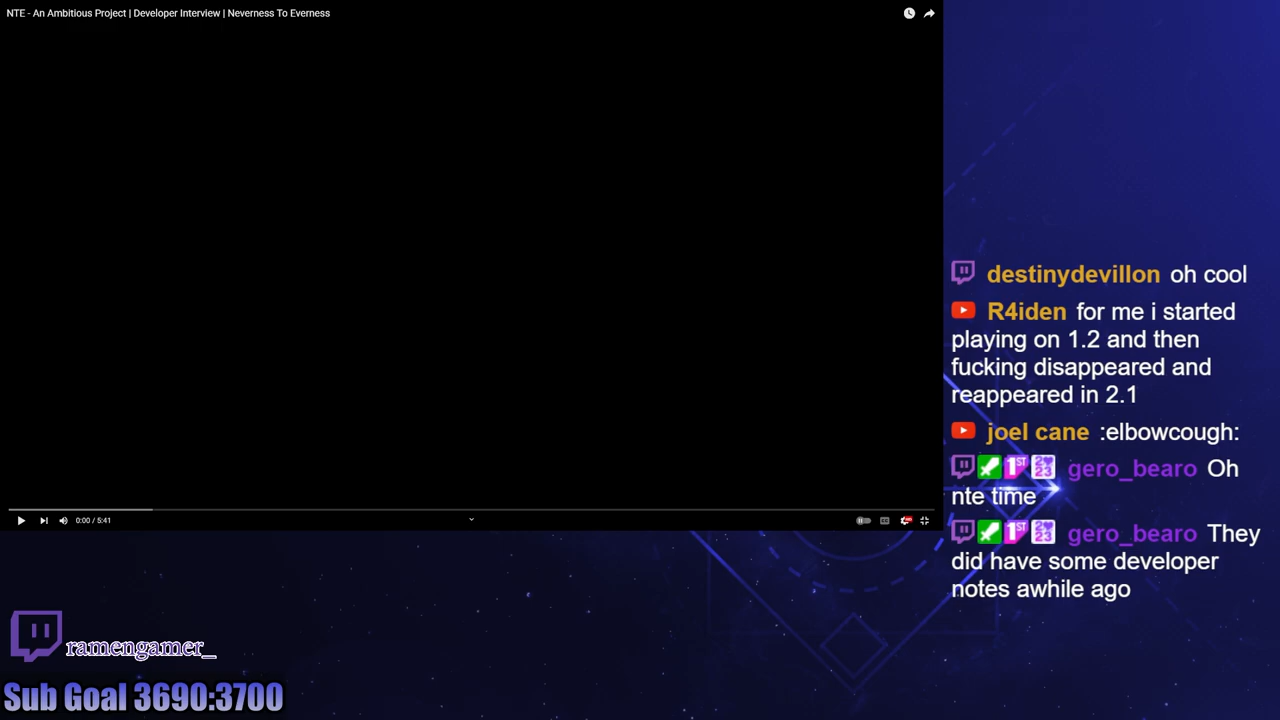 NTE - An Ambitious Project | Developer Interview | Neverness To Everness
destinydevillon oh cool
R4iden for me i started
playing on 1.2 and then
fucking disappeared and
reappeared in 2.1
joel cane :elbowcough:
1ST gero_bearo Oh
nte time
1ST gero_bearo They
did have some developer
notes awhile ago
0:00 / 5:41
ramengamer_
Sub Goal 3690:3700